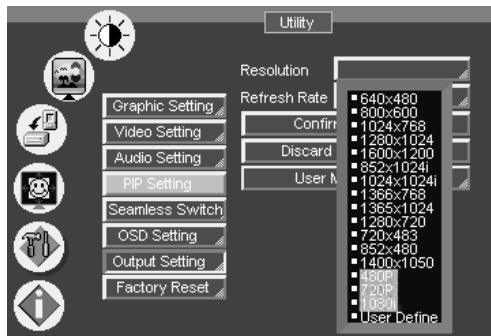 Utility
Resolution
Refresh Rate
Graphic Setting
Video Setting
Audio Setting
PIP Setting
Seamless Switch
OSD Setting
Output Setting
Factory Reset
Confir
Discard
User M
640x480
800x600
1024x768
1280x1024
1600x1200
852x1024i
1024x1024i
1366x768
1365x1024
1280x720
720x483
852x480
1400x1050
480P
720P
1080i
User Define